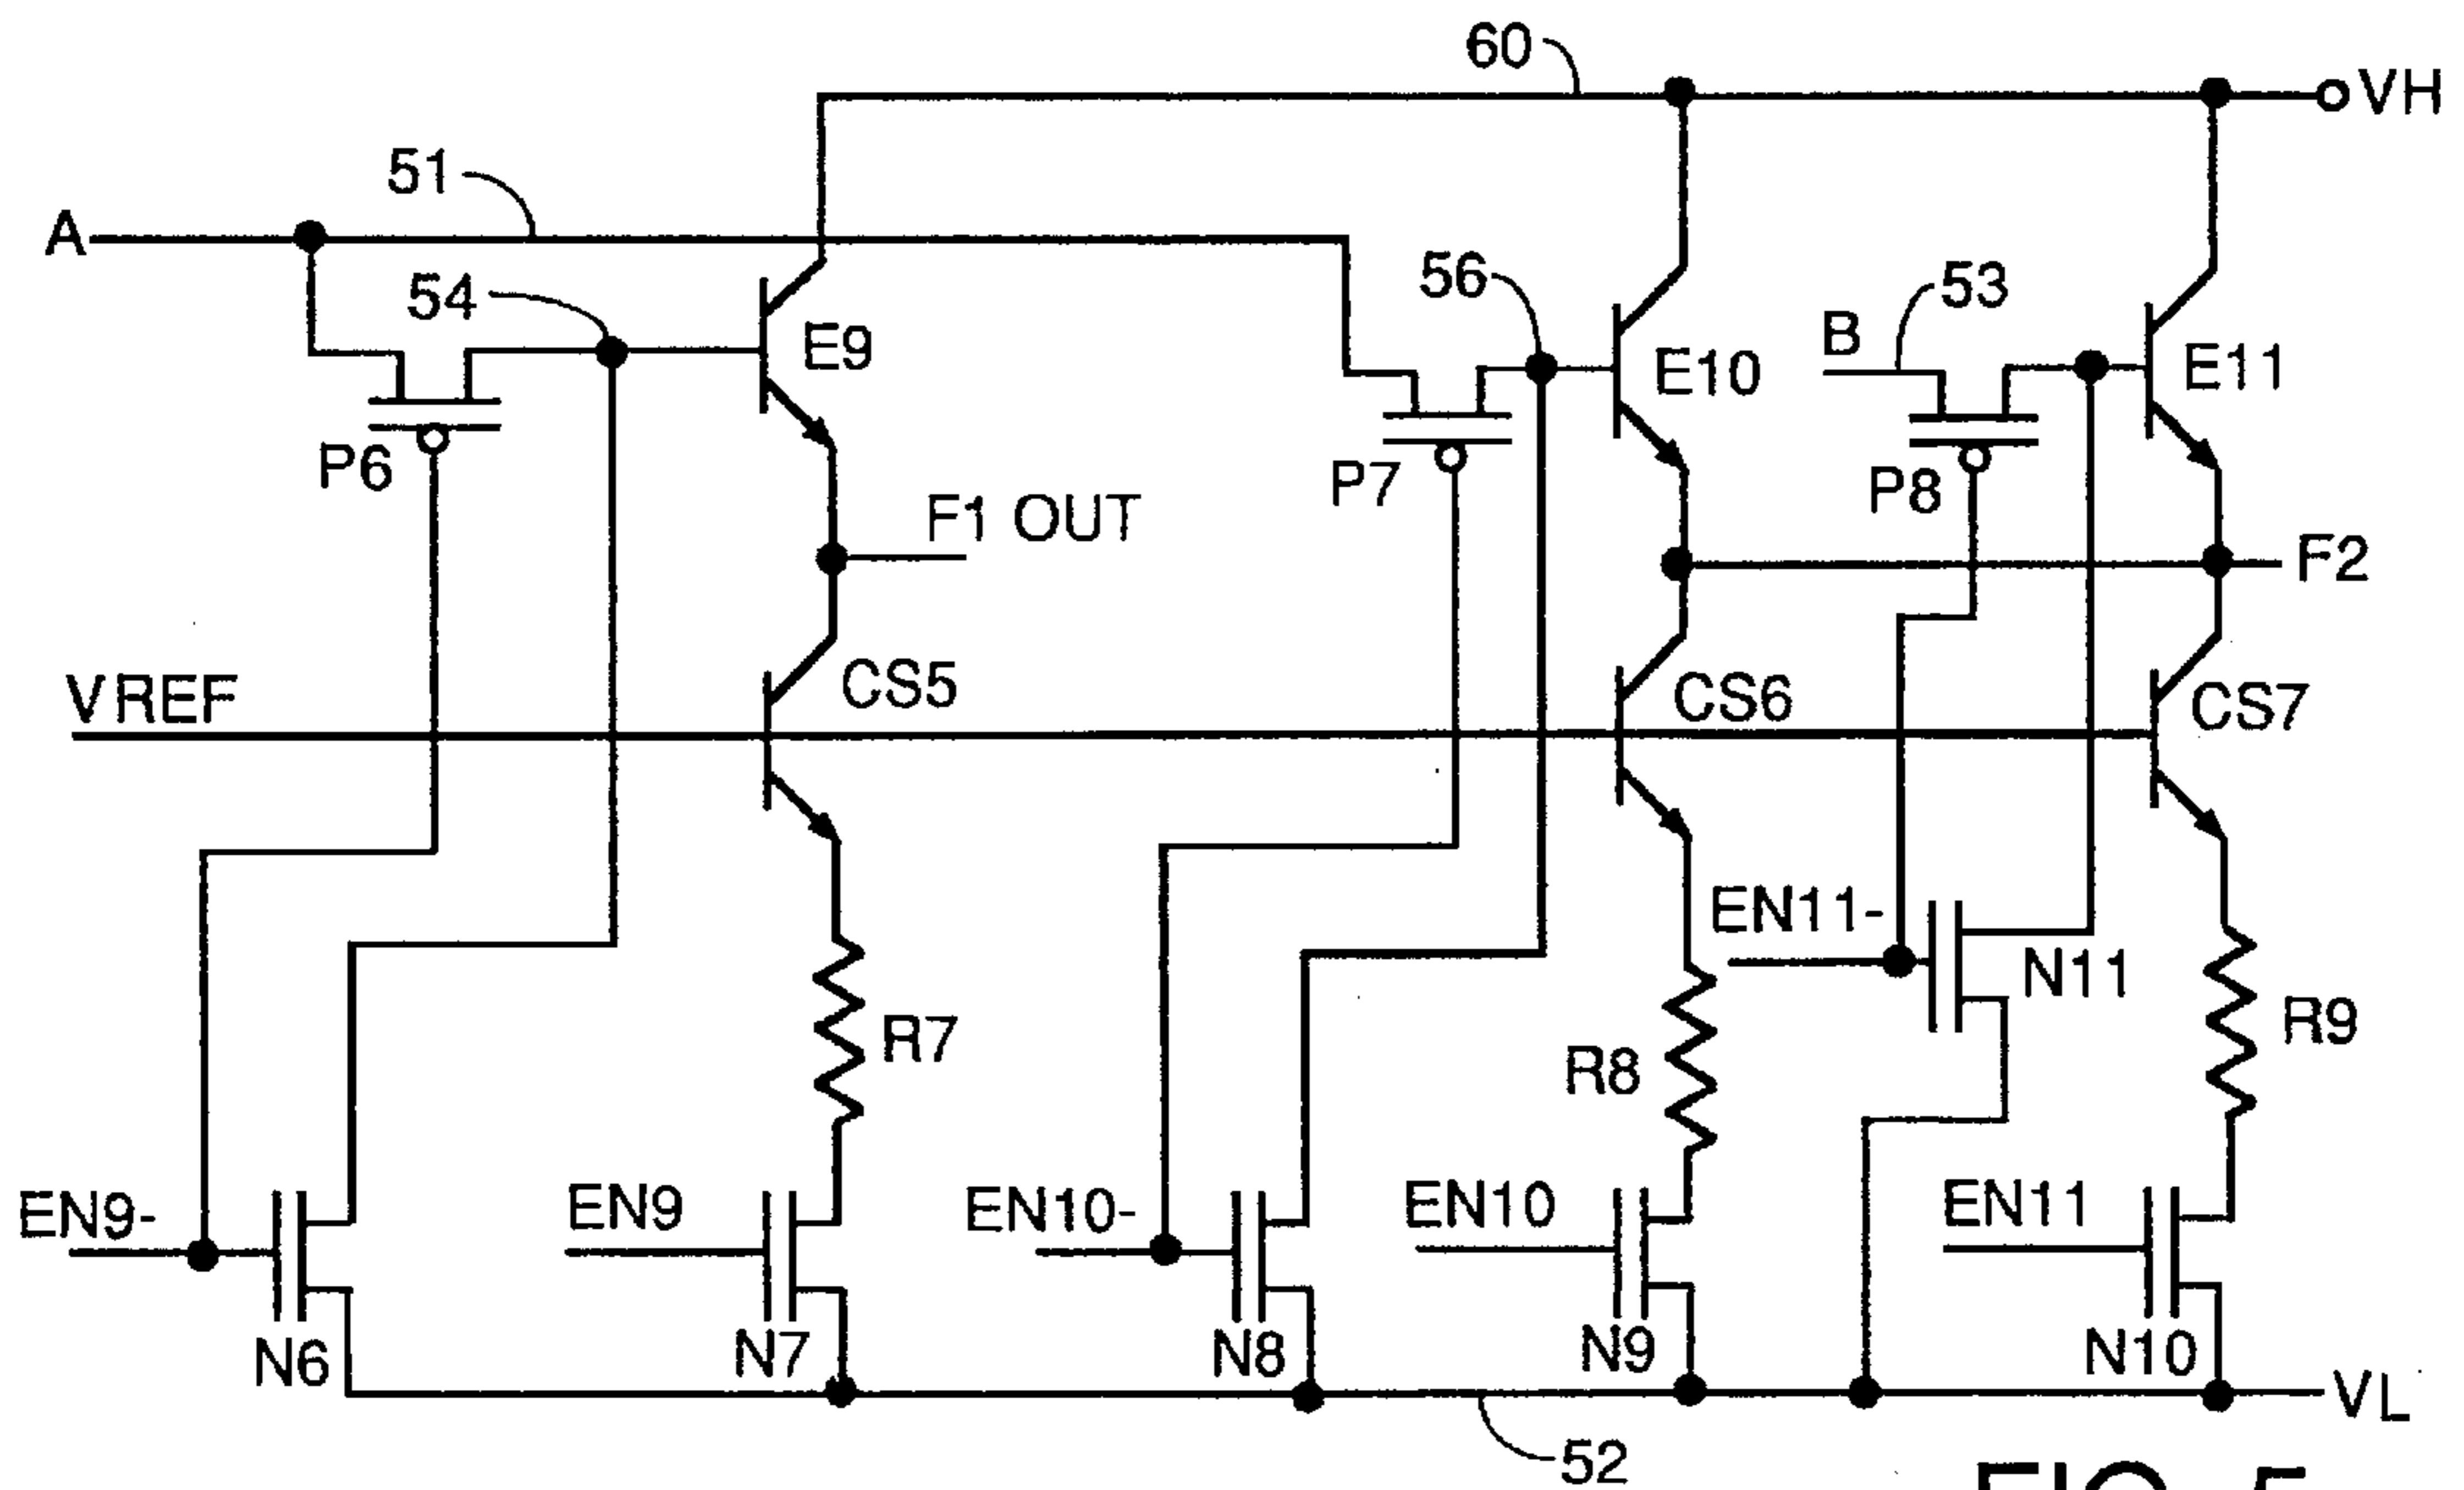 60
VH
51
A
54
56
53
B
E9
E10
E11
P6
P7
P8
F1 OUT
F2
VREF
CS5
CS6
CS7
EN11-
N11
R7
R8
R9
EN9-
EN9
EN10-
EN10
EN11
N6
N7
N8
N9
N10
VL
52